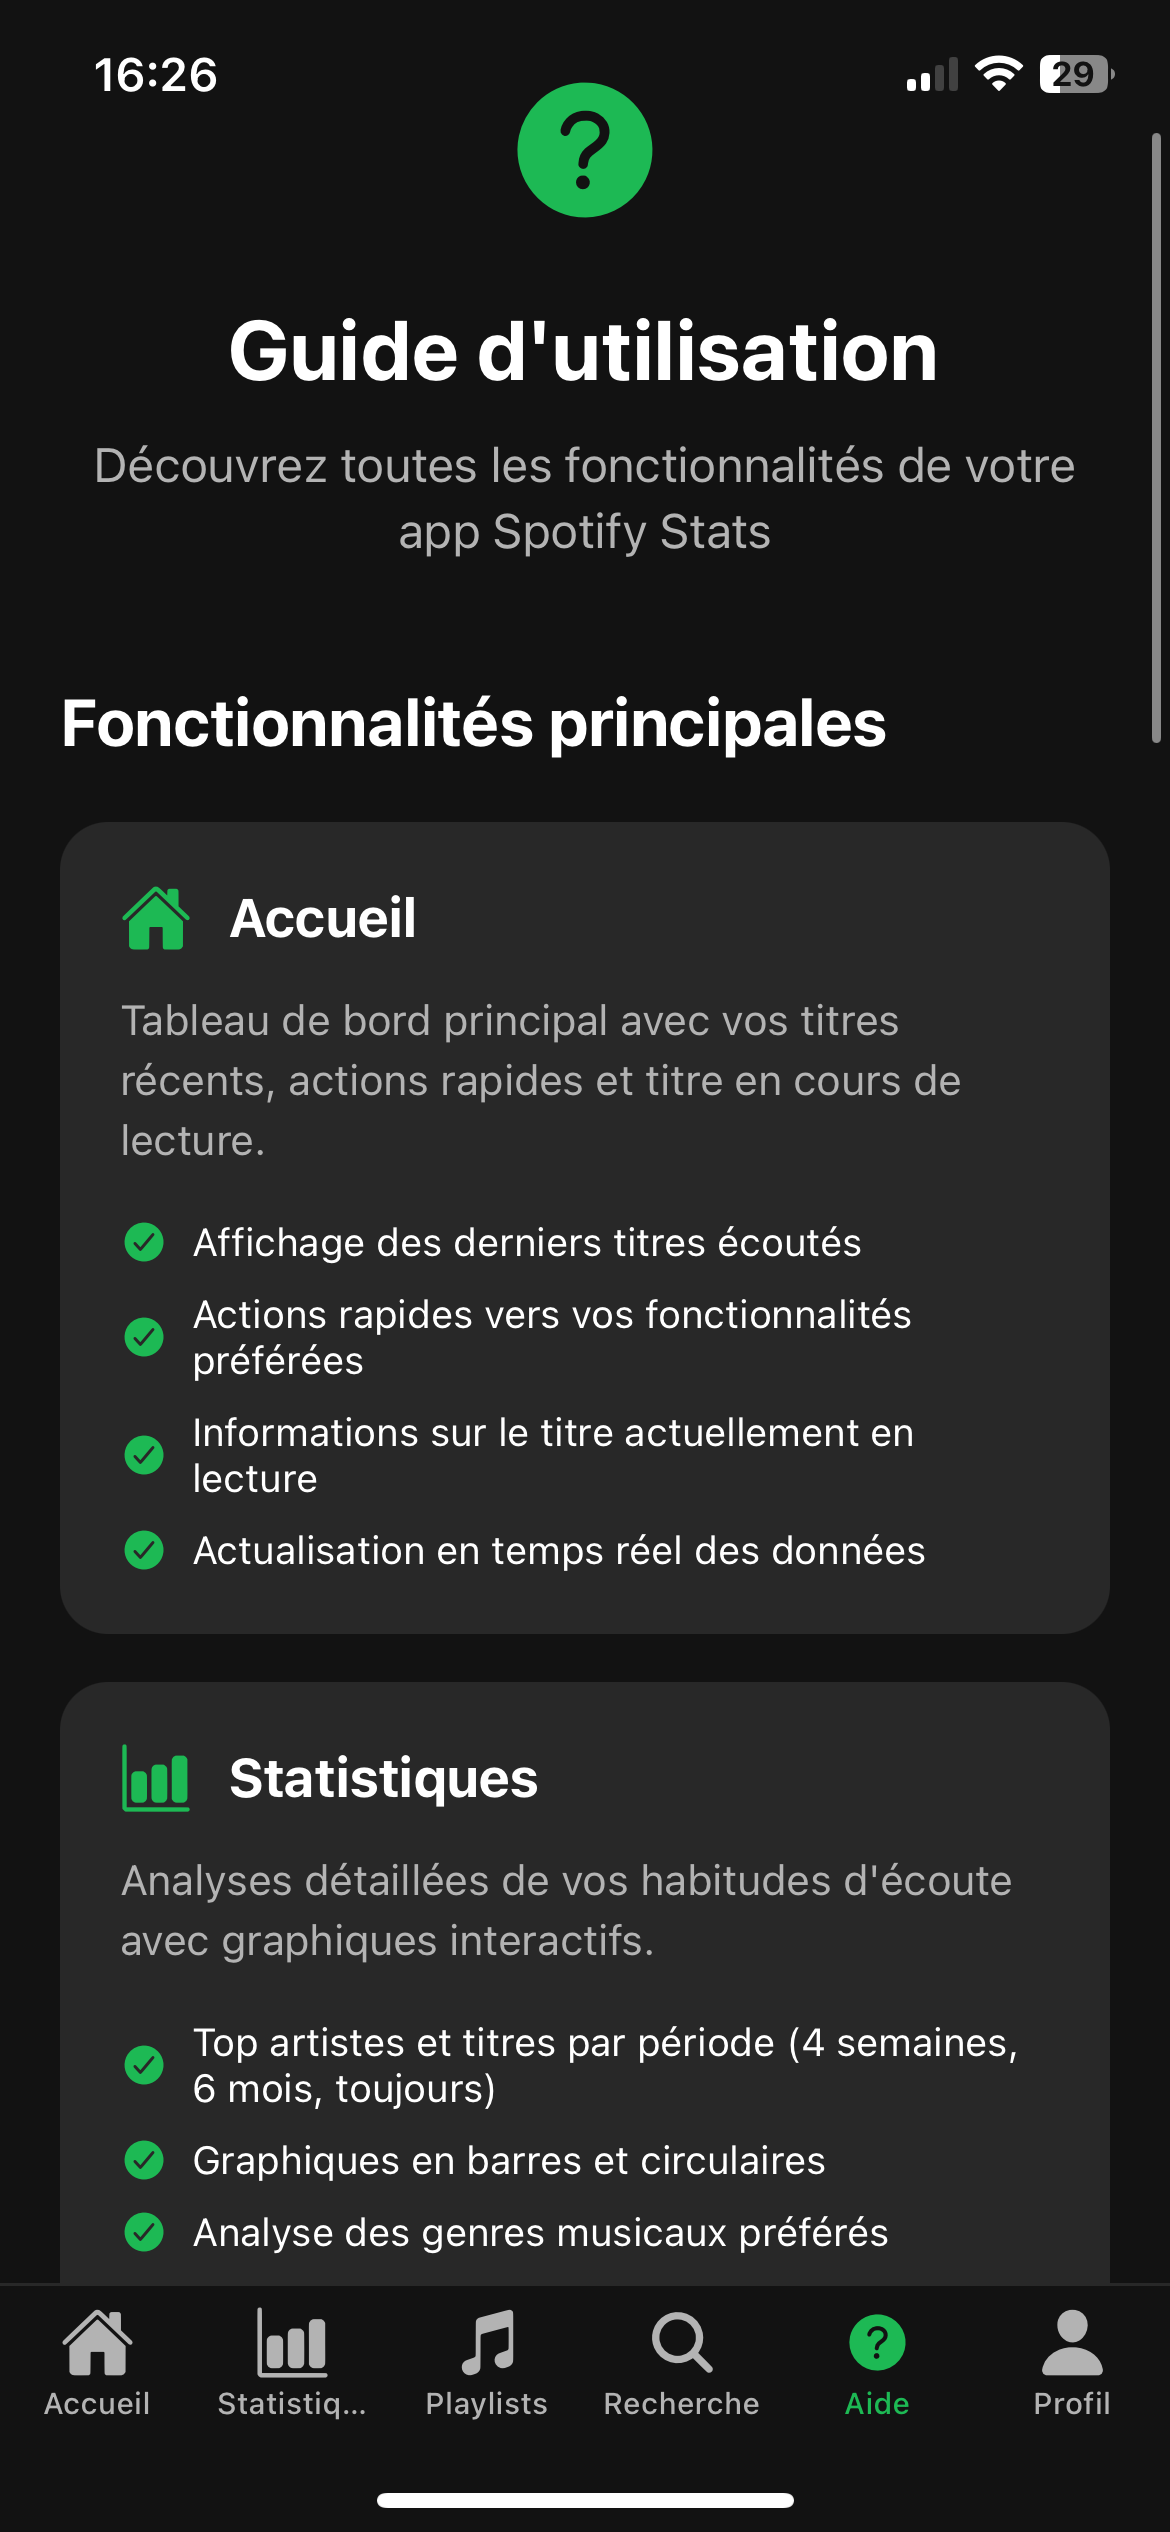 16:26
29
?
Guide d'utilisation
Découvrez toutes les fonctionnalités de votre
app Spotify Stats
Fonctionnalités principales
Accueil
Tableau de bord principal avec vos titres
récents, actions rapides et titre en cours de
lecture.
Affichage des derniers titres écoutés
Actions rapides vers vos fonctionnalités
préférées
Informations sur le titre actuellement en
lecture
Actualisation en temps réel des données
Statistiques
Analyses détaillées de vos habitudes d'écoute
avec graphiques interactifs.
Top artistes et titres par période (4 semaines,
6 mois, toujours)
Graphiques en barres et circulaires
Analyse des genres musicaux préférés
?
Accueil Statistiq... Playlists Recherche Aide Profil